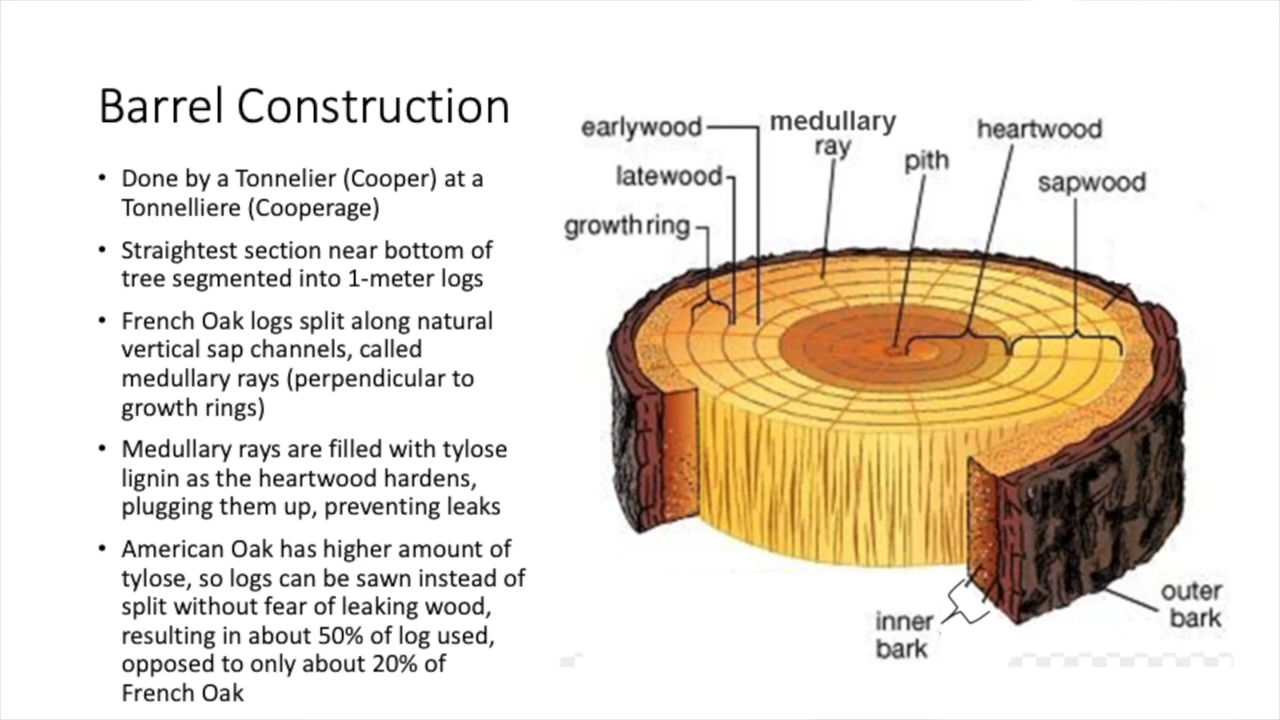 Barrel Construction
• Done by a Tonnelier (Cooper) at a
Tonnelliere (Cooperage)
• Straightest section near bottom of
tree segmented into 1-meter logs
• French Oak logs split along natural
vertical sap channels, called
medullary rays (perpendicular to
growth rings)
• Medullary rays are filled with tylose
lignin as the heartwood hardens,
plugging them up, preventing leaks
• American Oak has higher amount of
tylose, so logs can be sawn instead of
split without fear of leaking wood,
resulting in about 50% of log used,
opposed to only about 20% of
French Oak
earlywood
medullary
ray
heartwood
pith
latewood
sapwood
growth ring
inner
bark
outer
bark